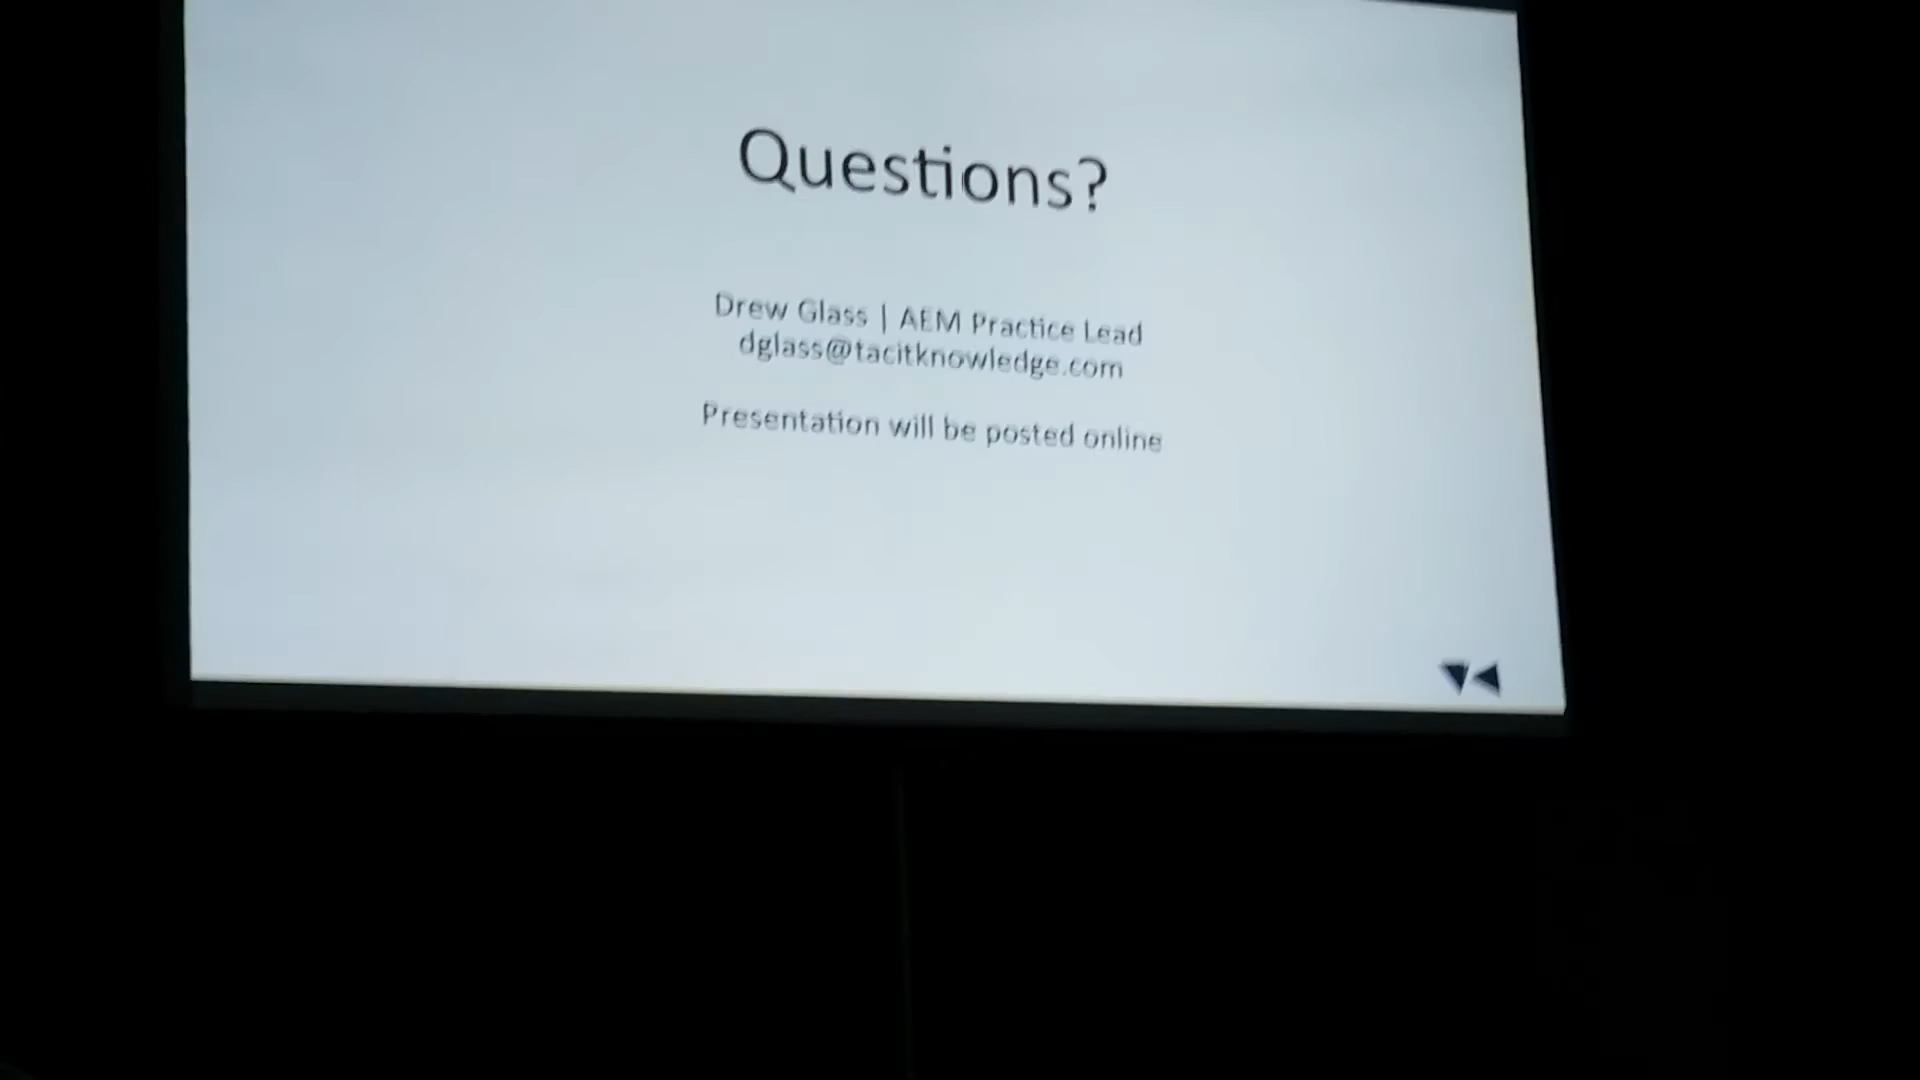 Questions?
Drew Glass | AEM Practice Lead
dglass@tacitknowledge.com
Presentation will be posted online